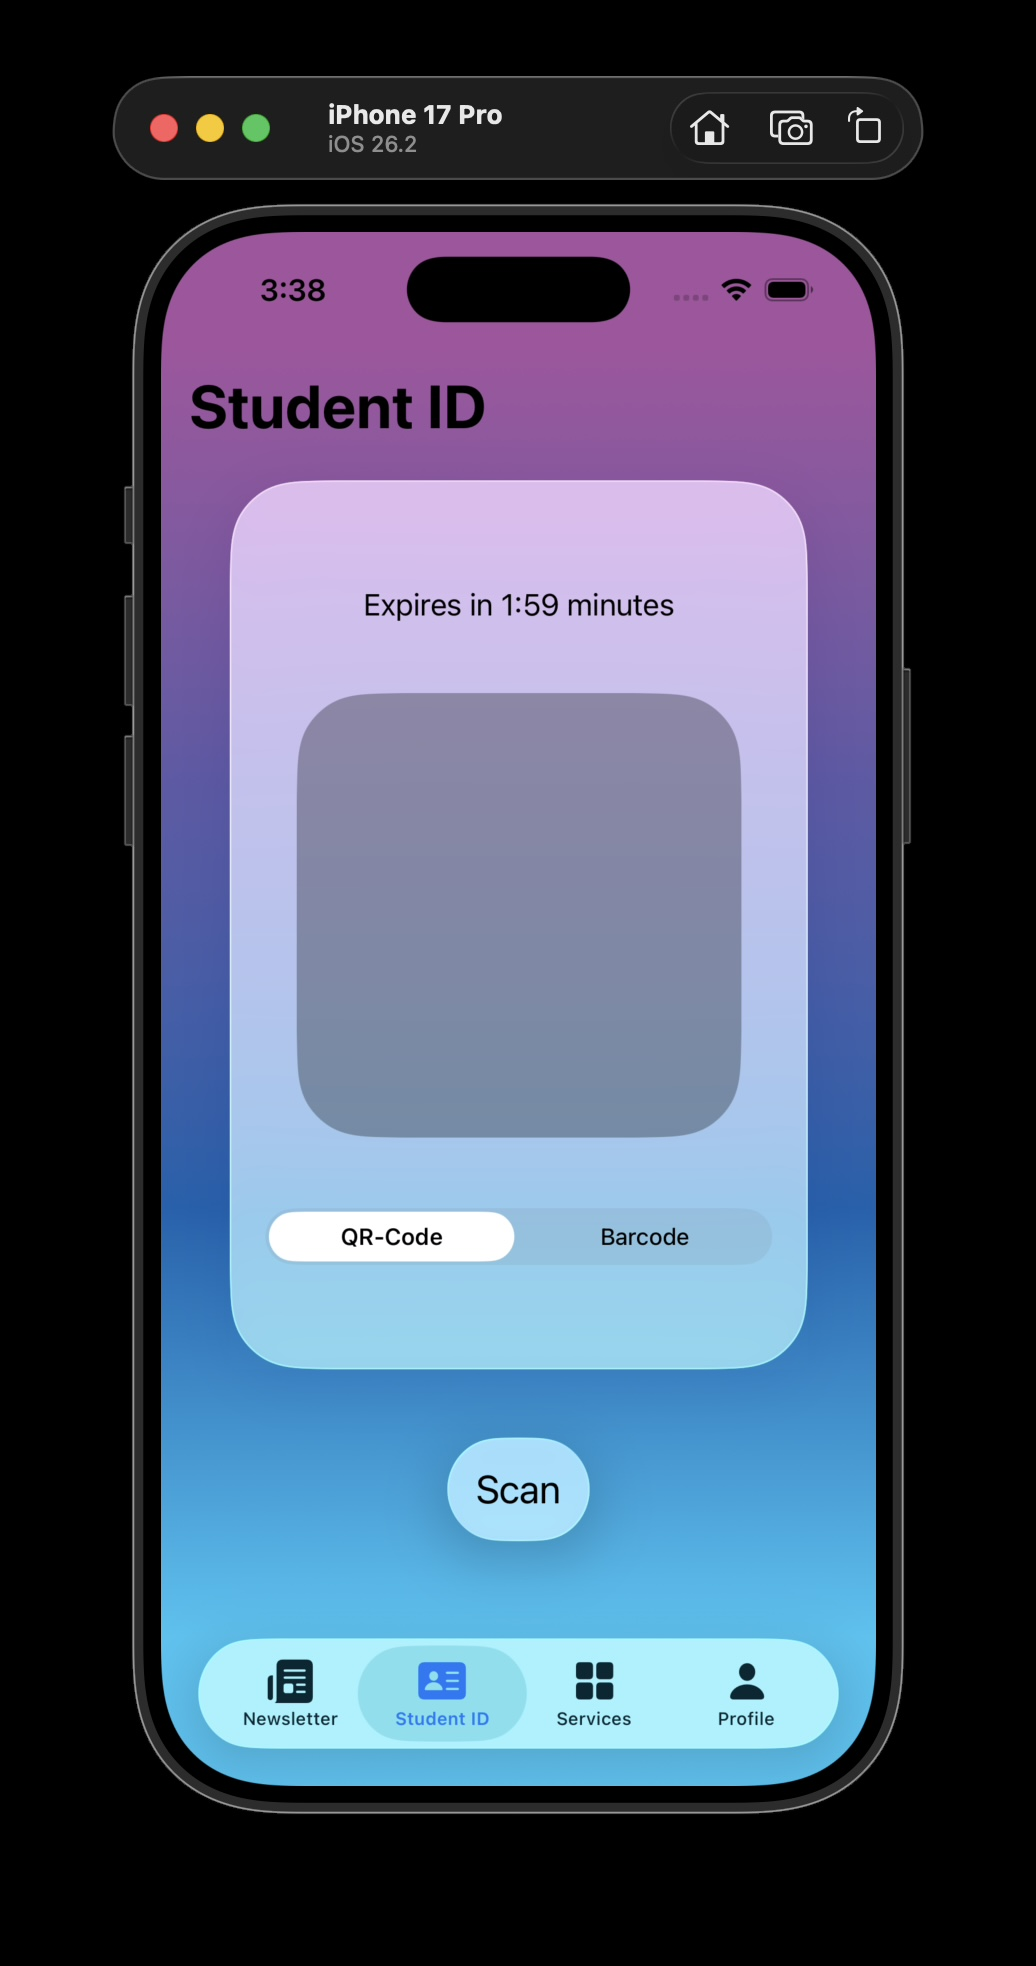 iPhone 17 Pro
iOS 26.2
3:38
Student ID
Expires in 1:59 minutes
QR-Code Barcode
Scan
Newsletter Student ID Services Profile